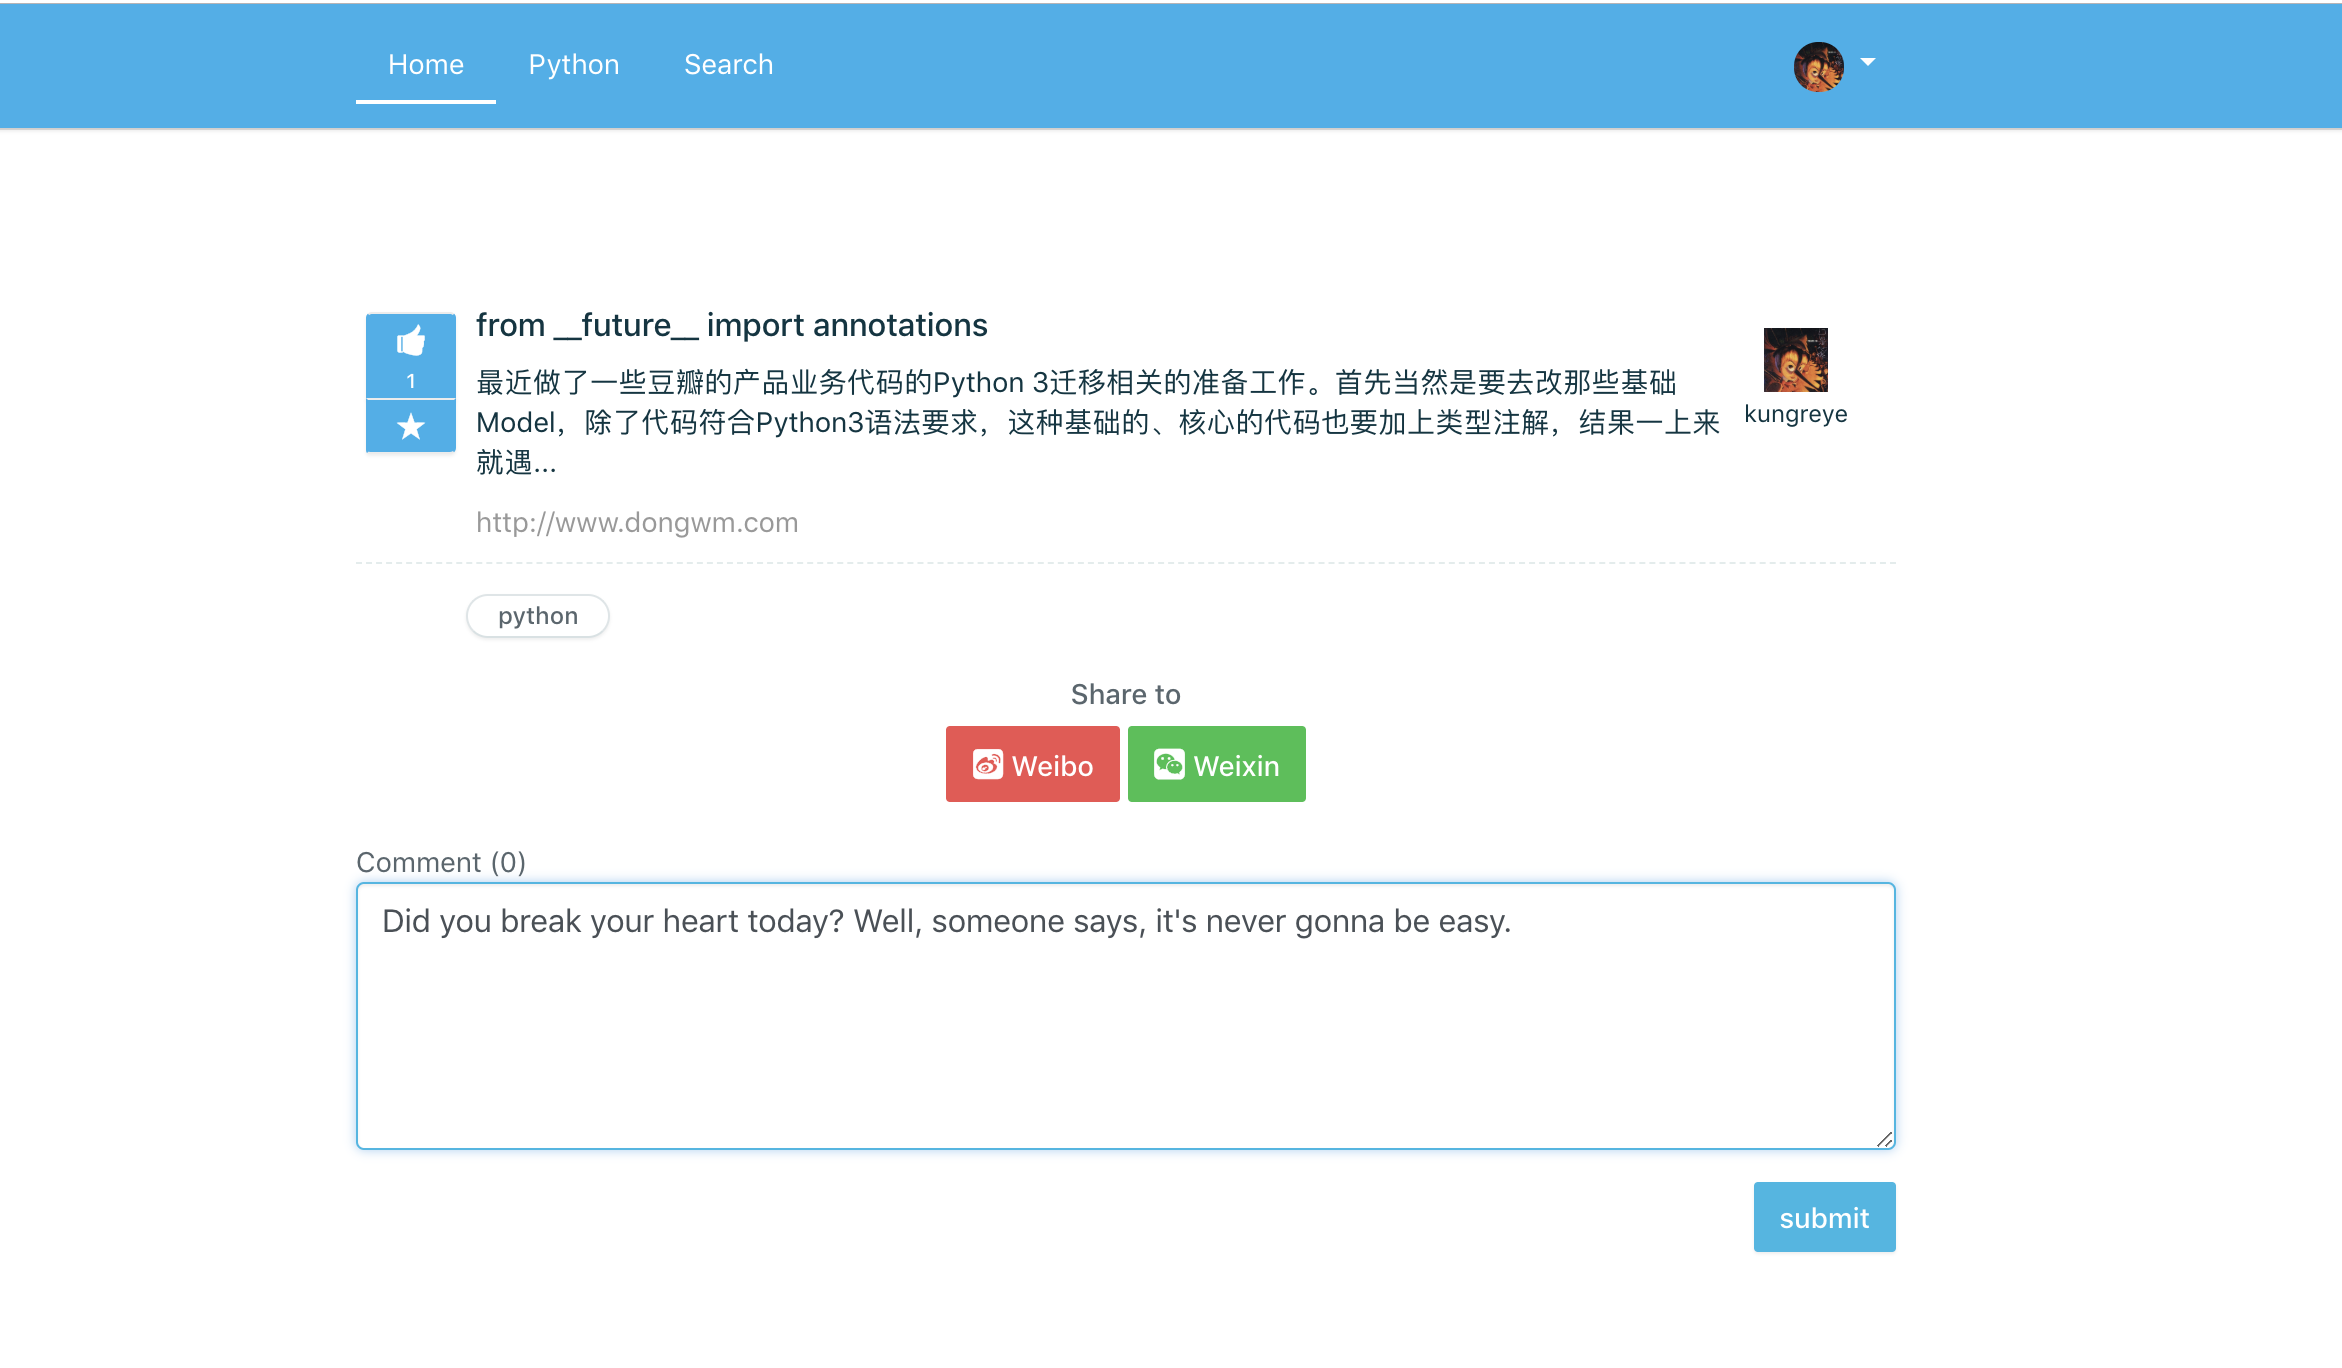 Home Python Search
from __future__ import annotations
1
最近做了一些豆瓣的产品业务代码的Python 3迁移相关的准备工作。首先当然是要去改那些基础
Model，除了代码符合Python3语法要求，这种基础的、核心的代码也要加上类型注解，结果一上来
就遇...
kungreye
http://www.dongwm.com
python
Share to
Weibo Weixin
Comment (0)
Did you break your heart today? Well, someone says, it's never gonna be easy.
submit